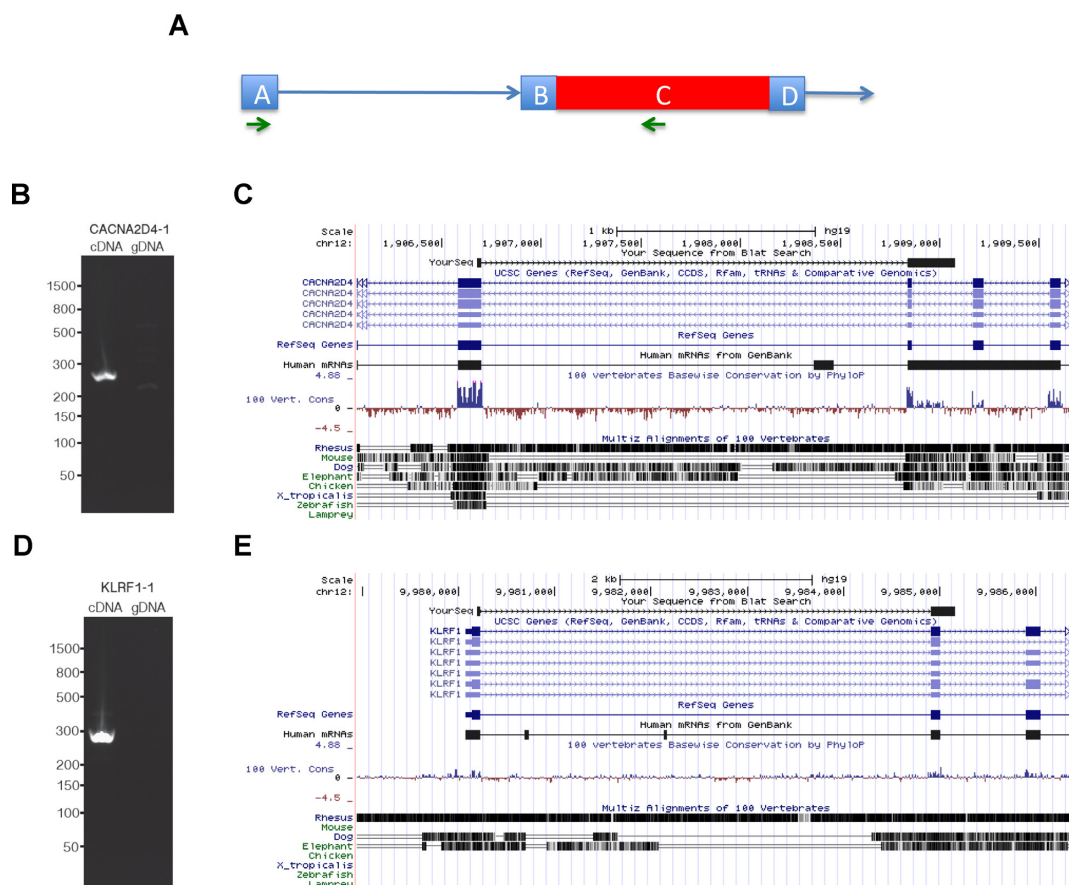 A
A
B
C
D
B
CACNA2D4-1
cDNA gDNA
1500
800
500
300
200
150
100
50
C
Scale
1 kb
hg19
chr12:
1,906,500
1,907,000
1,907,500
1,908,000
1,908,500
1,909,000
1,909,500
Your Sequence from Blat Search
YourSeq
UCSC Genes (RefSeq, GenBank, CCDS, Rfam, tRNAs & Comparative Genomics)
CACNA2D4
CACNA2D4
CACNA2D4
CACNA2D4
CACNA2D4
RefSeq Genes
RefSeq Genes
Human mRNAs from GenBank
Human mRNAs
4.88 _
100 vertebrates Basewise Conservation by PhyloP
100 Vert. Cons
0 -
-4.5 _
Multiz Alignments of 100 Vertebrates
Rhesus
Mouse
Dog
Elephant
Chicken
X_tropicalis
Zebrafish
Lamprey
D
KLRF1-1
cDNA gDNA
1500
800
500
300
200
150
100
50
E
Scale
2 kb
hg19
chr12:
9,980,000
9,981,000
9,982,000
9,983,000
9,984,000
9,985,000
9,986,000
Your Sequence from Blat Search
YourSeq
UCSC Genes (RefSeq, GenBank, CCDS, Rfam, tRNAs & Comparative Genomics)
KLRF1
KLRF1
KLRF1
KLRF1
KLRF1
KLRF1
KLRF1
RefSeq Genes
RefSeq Genes
Human mRNAs from GenBank
Human mRNAs
4.88 _
100 vertebrates Basewise Conservation by PhyloP
100 Vert. Cons
0 -
-4.5 _
Multiz Alignments of 100 Vertebrates
Rhesus
Mouse
Dog
Elephant
Chicken
X_tropicalis
Zebrafish
Lamprey